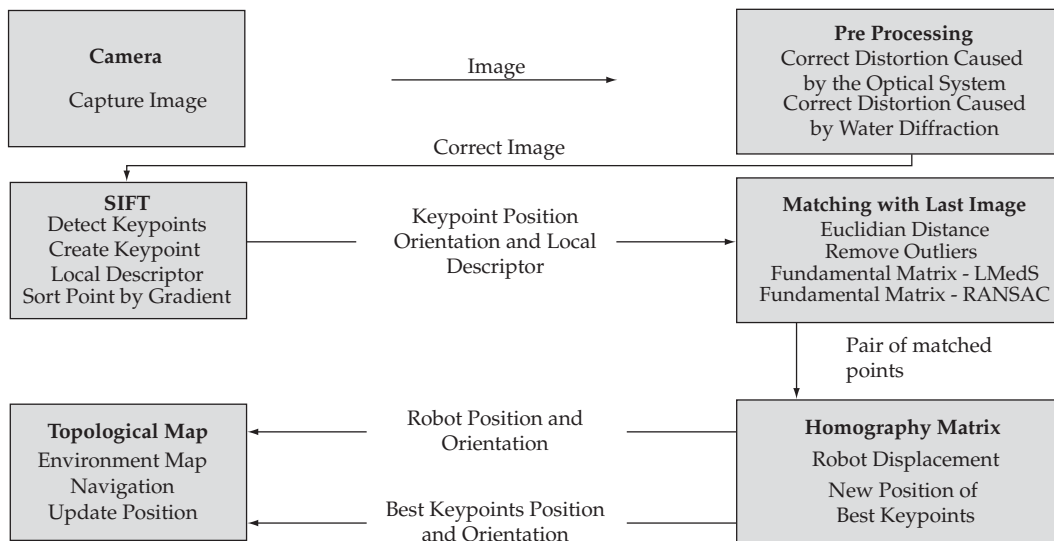 Camera
Capture Image
Image
Pre Processing
Correct Distortion Caused
by the Optical System
Correct Distortion Caused
by Water Diffraction
Correct Image
SIFT
Detect Keypoints
Create Keypoint
Local Descriptor
Sort Point by Gradient
Keypoint Position
Orientation and Local
Descriptor
Matching with Last Image
Euclidian Distance
Remove Outliers
Fundamental Matrix - LMedS
Fundamental Matrix - RANSAC
Pair of matched
points
Homography Matrix
Robot Displacement
New Position of
Best Keypoints
Robot Position and
Orientation
Best Keypoints Position
and Orientation
Topological Map
Environment Map
Navigation
Update Position